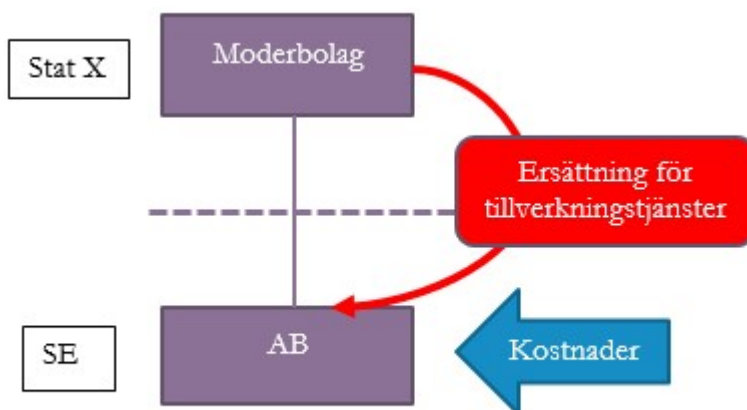 Stat X
Moderbolag
Ersättning för
tillverkningstjänster
SE
AB
Kostnader